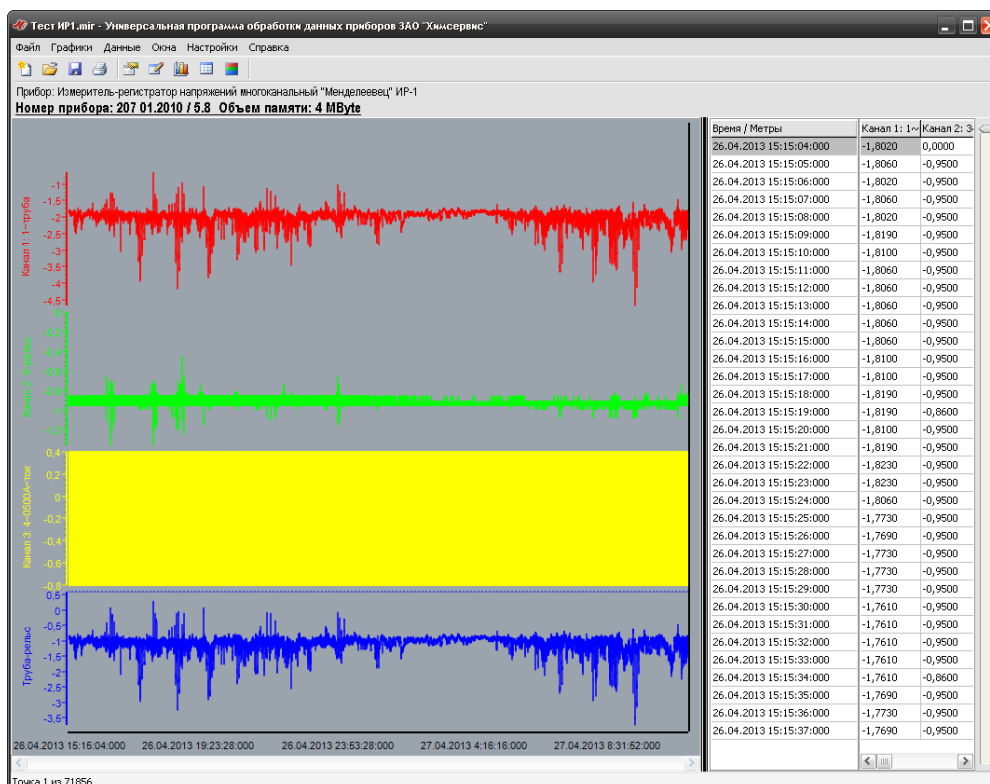 Тест ИР1.mir - Универсальная программа обработки данных приборов ЗАО "Химсервис"
Файл Графики Данные Окна Настройки Справка
Прибор: Измеритель-регистратор напряжений многоканальный "Менделеевец" ИР-1
Номер прибора: 207 01.2010 / 5.8 Объем памяти: 4 MByte
Канал 1: 1~труба
-1
-1,5
-2
-2,5
-3
-3,5
-4
-4,5
0
-0,2
-0,4
-0,6
-0,8
-1
-1,2
Канал 3: 4~0500А~ток
0,4
0,2
0
-0,2
-0,4
-0,6
-0,8
Труба-рельс
0,5
0
-0,5
-1
-1,5
-2
-2,5
-3
-3,5
26.04.2013 15:15:04:000 26.04.2013 19:23:28:000 26.04.2013 23:53:28:000 27.04.2013 4:16:16:000 27.04.2013 8:31:52:000
Время / Метры Канал 1: 1~ Канал 2: 3
26.04.2013 15:15:04:000 -1,8020 0,0000
26.04.2013 15:15:05:000 -1,8060 -0,9500
26.04.2013 15:15:06:000 -1,8020 -0,9500
26.04.2013 15:15:07:000 -1,8060 -0,9500
26.04.2013 15:15:08:000 -1,8020 -0,9500
26.04.2013 15:15:09:000 -1,8190 -0,9500
26.04.2013 15:15:10:000 -1,8100 -0,9500
26.04.2013 15:15:11:000 -1,8060 -0,9500
26.04.2013 15:15:12:000 -1,8060 -0,9500
26.04.2013 15:15:13:000 -1,8060 -0,9500
26.04.2013 15:15:14:000 -1,8060 -0,9500
26.04.2013 15:15:15:000 -1,8060 -0,9500
26.04.2013 15:15:16:000 -1,8100 -0,9500
26.04.2013 15:15:17:000 -1,8100 -0,9500
26.04.2013 15:15:18:000 -1,8190 -0,9500
26.04.2013 15:15:19:000 -1,8190 -0,8600
26.04.2013 15:15:20:000 -1,8100 -0,9500
26.04.2013 15:15:21:000 -1,8190 -0,9500
26.04.2013 15:15:22:000 -1,8230 -0,9500
26.04.2013 15:15:23:000 -1,8230 -0,9500
26.04.2013 15:15:24:000 -1,8060 -0,9500
26.04.2013 15:15:25:000 -1,7730 -0,9500
26.04.2013 15:15:26:000 -1,7690 -0,9500
26.04.2013 15:15:27:000 -1,7730 -0,9500
26.04.2013 15:15:28:000 -1,7730 -0,9500
26.04.2013 15:15:29:000 -1,7730 -0,9500
26.04.2013 15:15:30:000 -1,7610 -0,9500
26.04.2013 15:15:31:000 -1,7610 -0,9500
26.04.2013 15:15:32:000 -1,7610 -0,9500
26.04.2013 15:15:33:000 -1,7610 -0,9500
26.04.2013 15:15:34:000 -1,7610 -0,8600
26.04.2013 15:15:35:000 -1,7690 -0,9500
26.04.2013 15:15:36:000 -1,7730 -0,9500
26.04.2013 15:15:37:000 -1,7690 -0,9500
Точка 1 из 71856